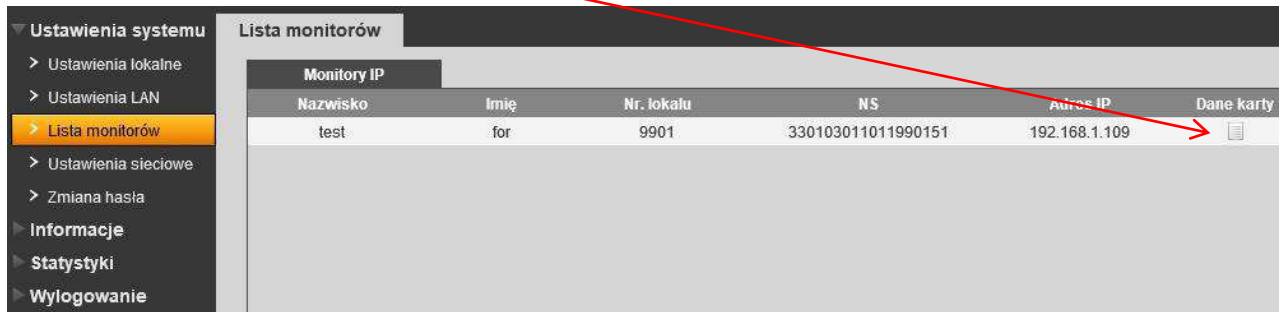 Ustawienia systemu
Ustawienia lokalne
Ustawienia LAN
Lista monitorów
Ustawienia sieciowe
Zmiana hasła
Informacje
Statystyki
Wylogowanie
Lista monitorów
Monitory IP
Nazwisko Imię Nr. lokalu NS Adres IP Dane karty
test for 9901 330103011011990151 192.168.1.109